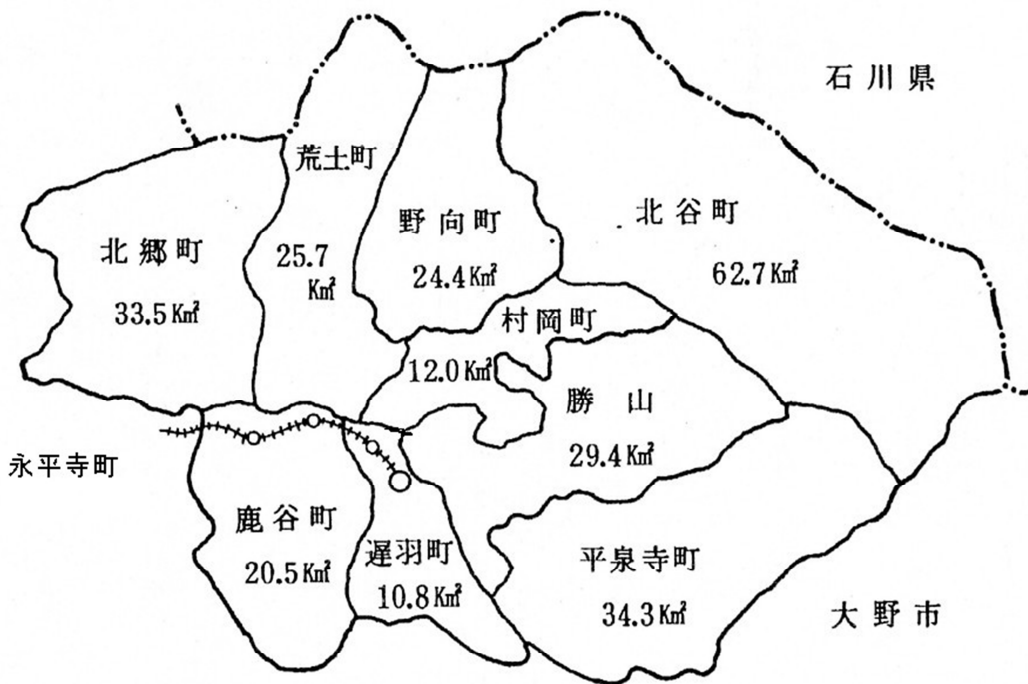 石川県
荒土町
25.7
Km²
野向町
24.4Km²
北谷町
62.7Km²
北郷町
33.5Km²
村岡町
12.0Km²
勝山
29.4Km²
永平寺町
鹿谷町
20.5Km²
遅羽町
10.8Km²
平泉寺町
34.3Km²
大野市